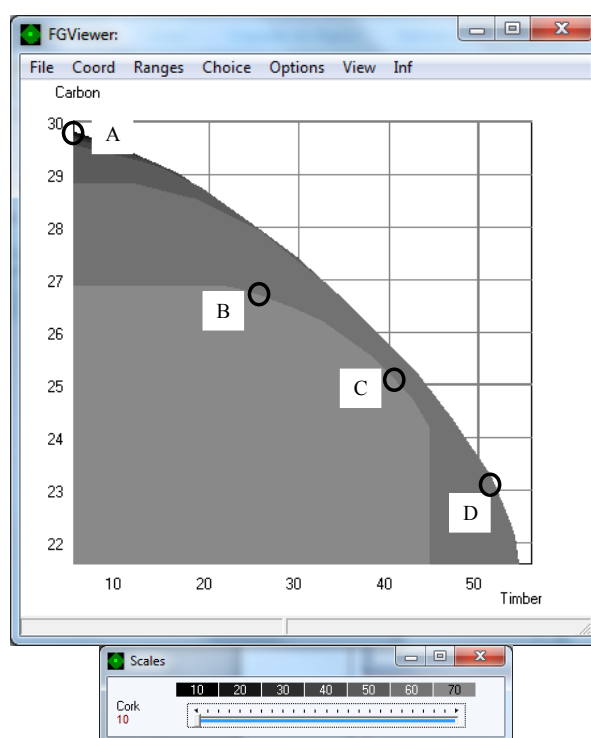 FGViewer:
File Coord Ranges Choice Options View Inf
Carbon
30
A
29
28
27
B
26
C
25
24
23
D
22
10 20 30 40 50
Timber
Scales
10 20 30 40 50 60 70
Cork
10